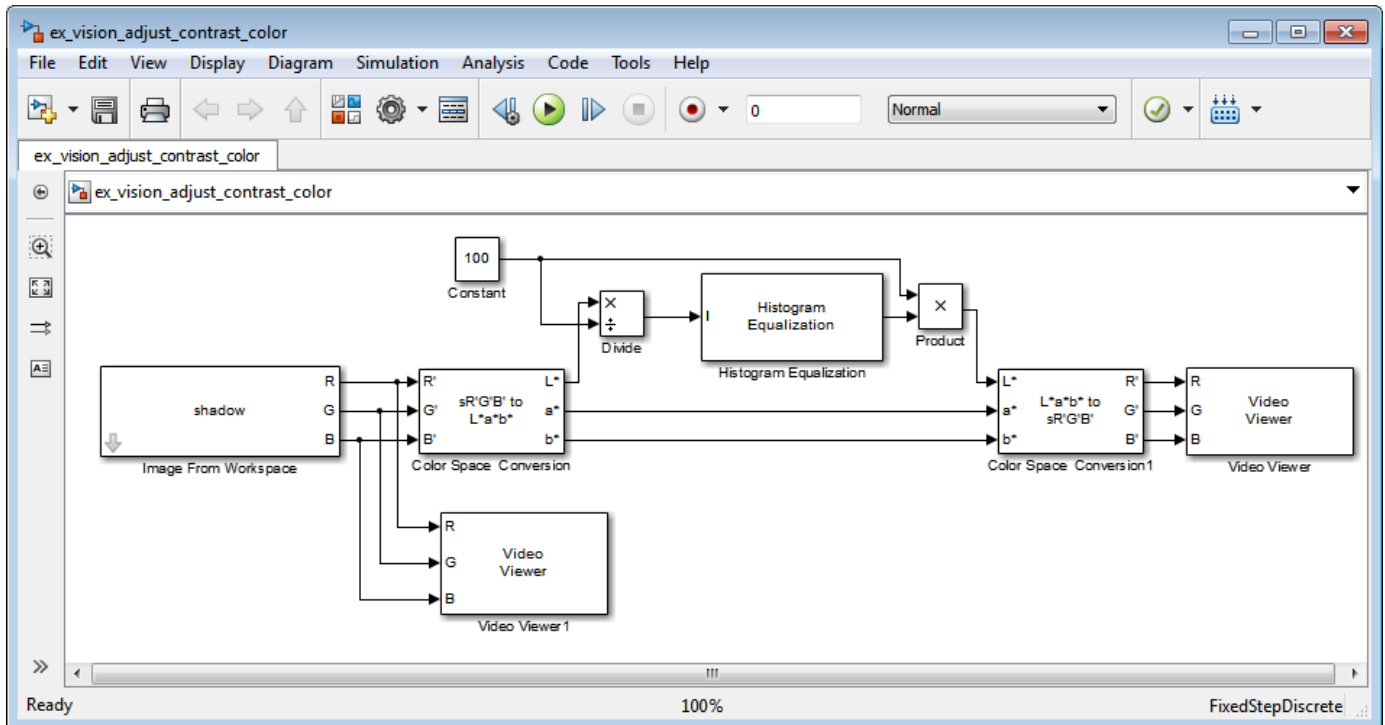 ex_vision_adjust_contrast_color
File Edit View Display Diagram Simulation Analysis Code Tools Help
0 Normal
ex_vision_adjust_contrast_color
ex_vision_adjust_contrast_color
100
Constant
×
÷
Divide
I
Histogram
Equalization
Histogram Equalization
×
Product
shadow
R
G
B
Image From Workspace
R'
G'
B'
sR'G'B' to
L*a*b*
L*
a*
b*
Color Space Conversion
L*
a*
b*
L*a*b* to
sR'G'B'
R'
G'
B'
Color Space Conversion1
R
G
B
Video
Viewer
Video Viewer
R
G
B
Video
Viewer
Video Viewer1
Ready 100% FixedStepDiscrete